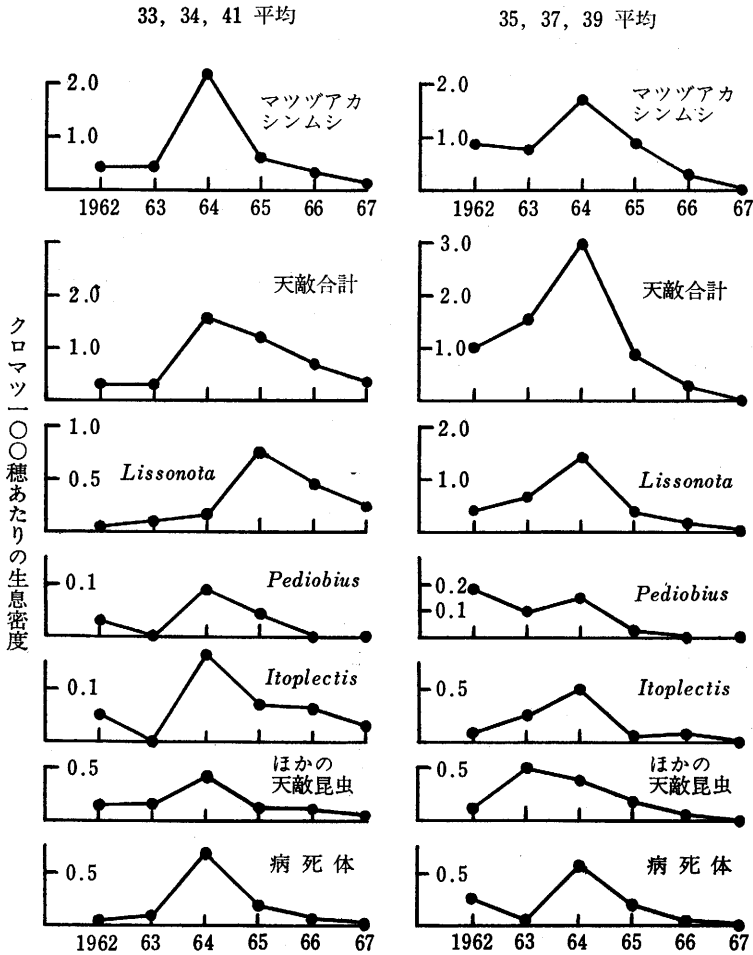 33, 34, 41 平均
2.0
1.0
マツヅアカ
シンムシ
1962 63 64 65 66 67
2.0
1.0
天敵合計
1.0
0.5
Lissonota
0.1
Pediobius
0.1
Itoplectis
0.5
ほかの
天敵昆虫
0.5
病死体
1962 63 64 65 66 67
35, 37, 39 平均
2.0
1.0
マツヅアカ
シンムシ
1962 63 64 65 66 67
3.0
2.0
1.0
天敵合計
2.0
1.0
Lissonota
0.2
0.1
Pediobius
0.5
Itoplectis
0.5
ほかの
天敵昆虫
0.5
病死体
1962 63 64 65 66 67
クロマツ一〇〇穂あたりの生息密度